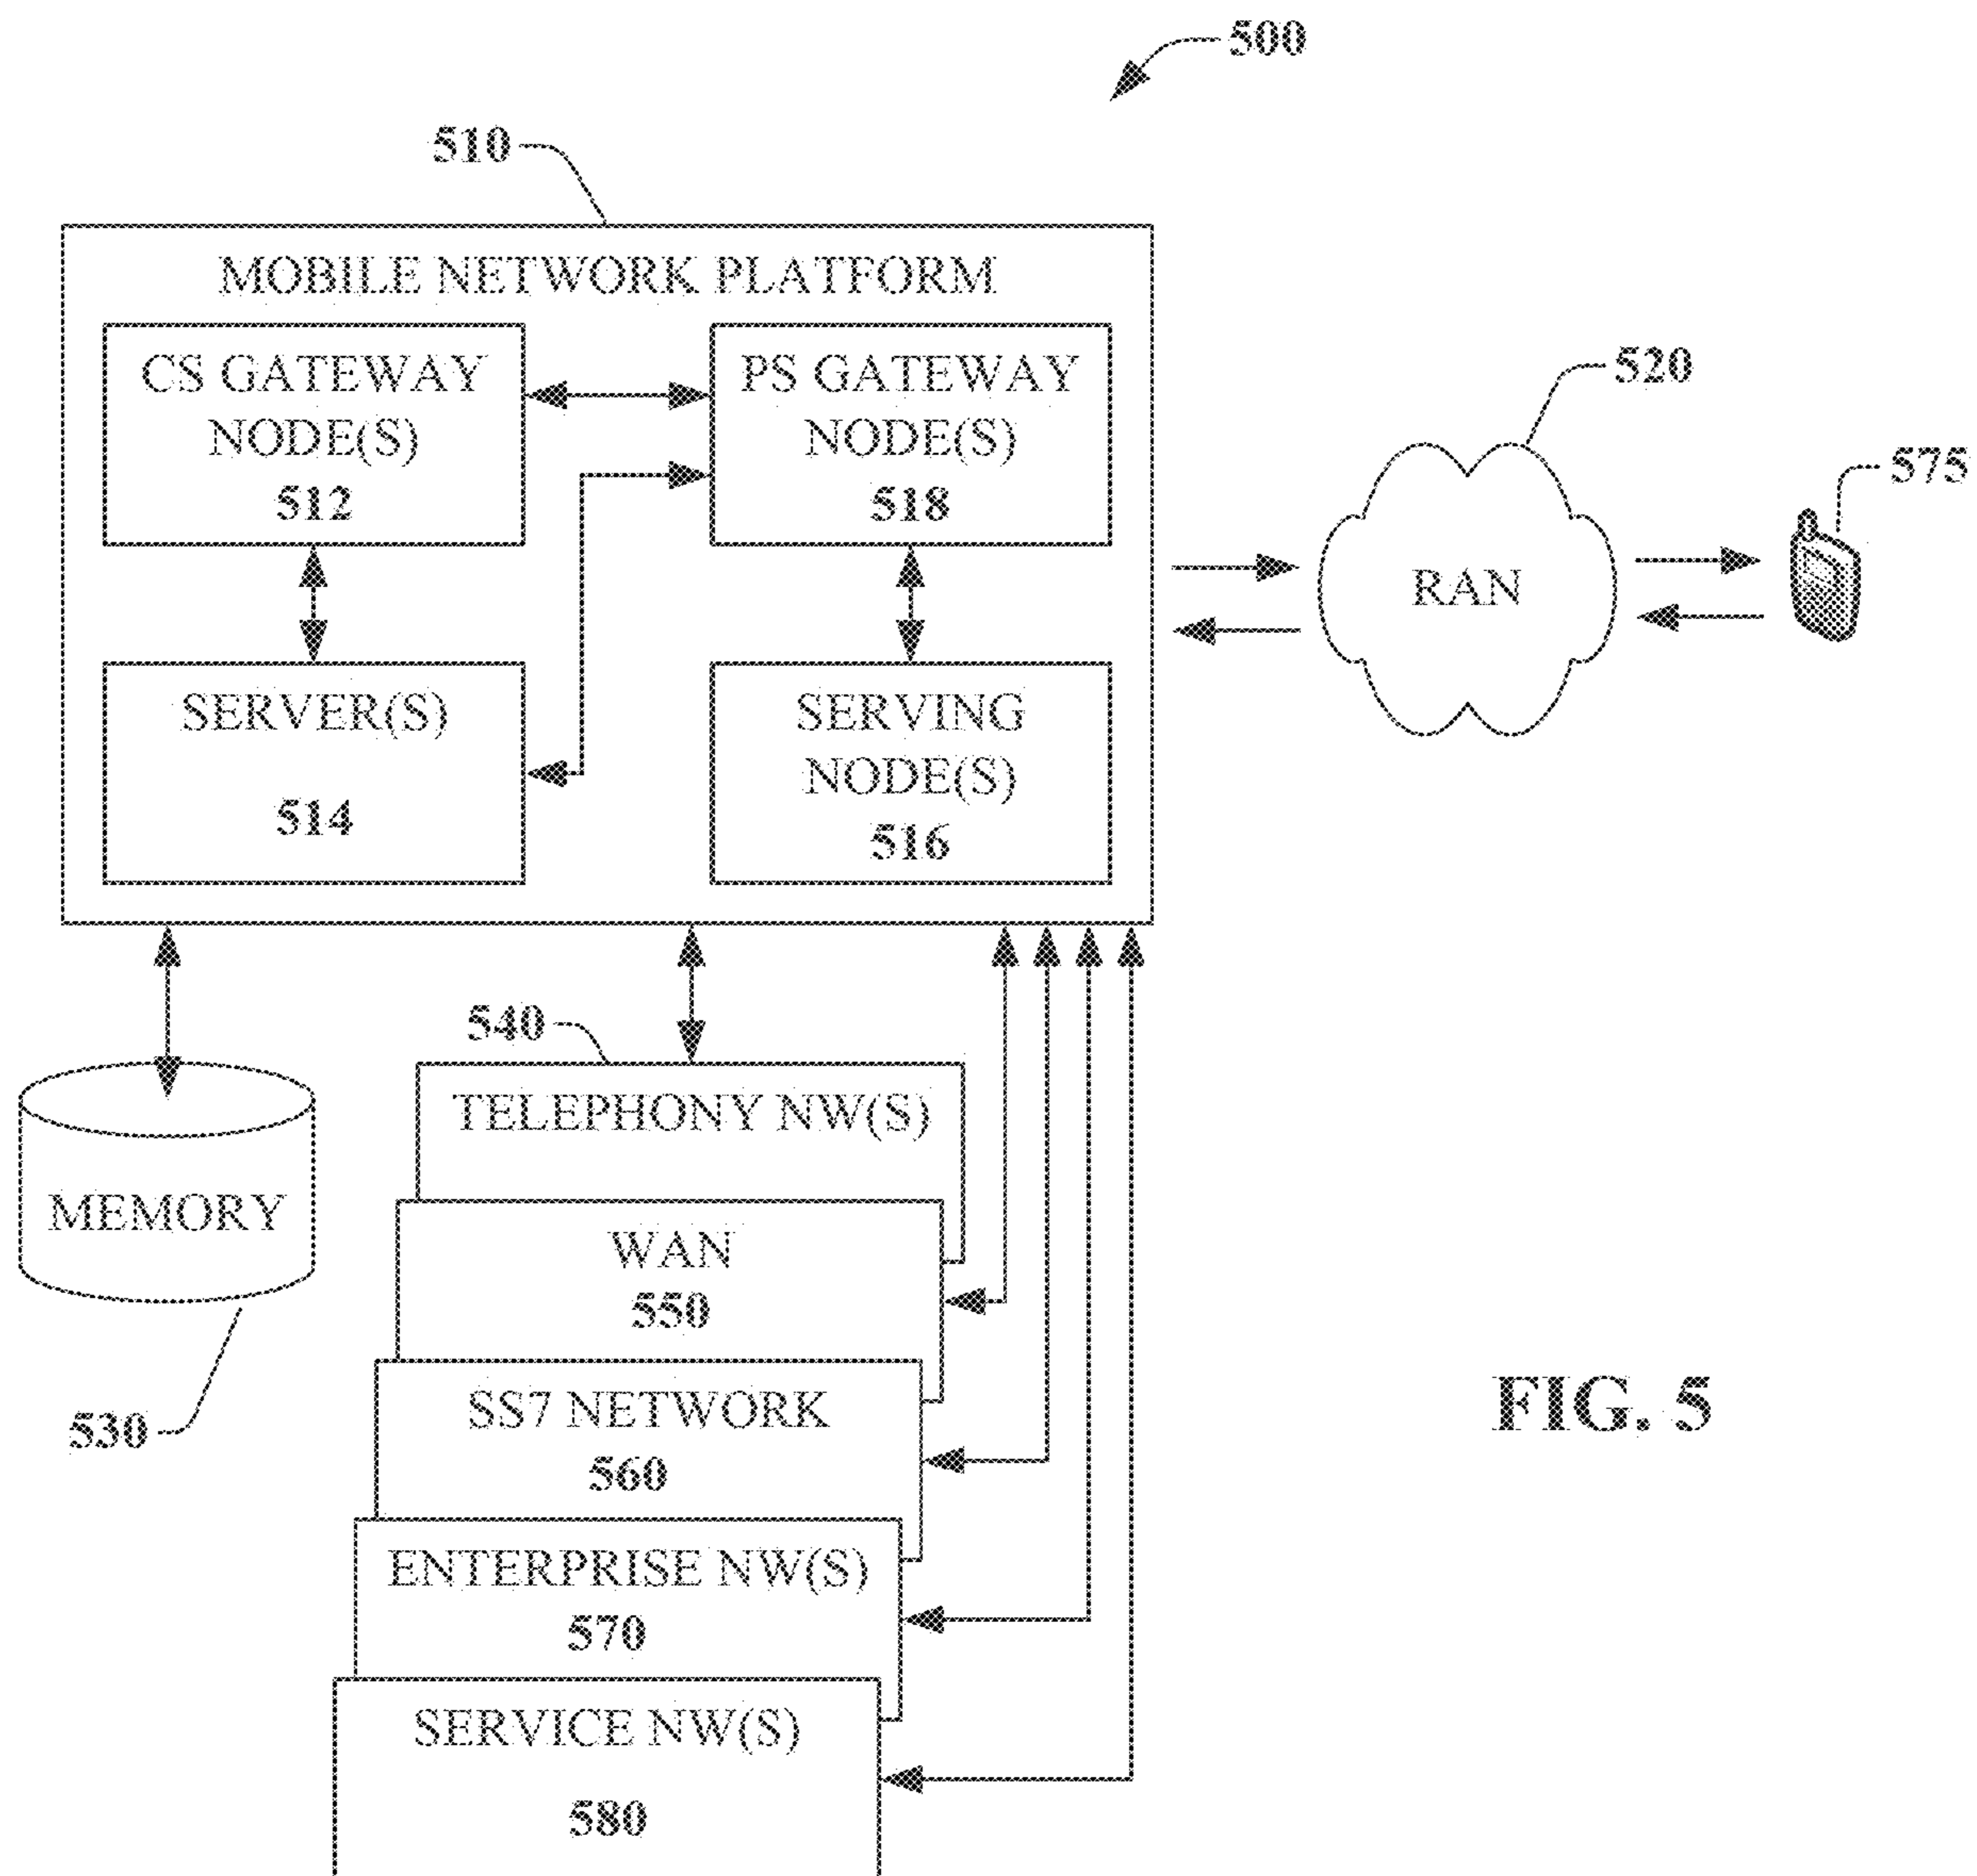 500
510
MOBILE NETWORK PLATFORM
CS GATEWAY
NODE(S)
512
PS GATEWAY
NODE(S)
518
SERVER(S)
514
SERVING
NODE(S)
516
520
RAN
575
540
TELEPHONY NW(S)
MEMORY
530
WAN
550
SS7 NETWORK
560
ENTERPRISE NW(S)
570
SERVICE NW(S)
580
FIG. 5